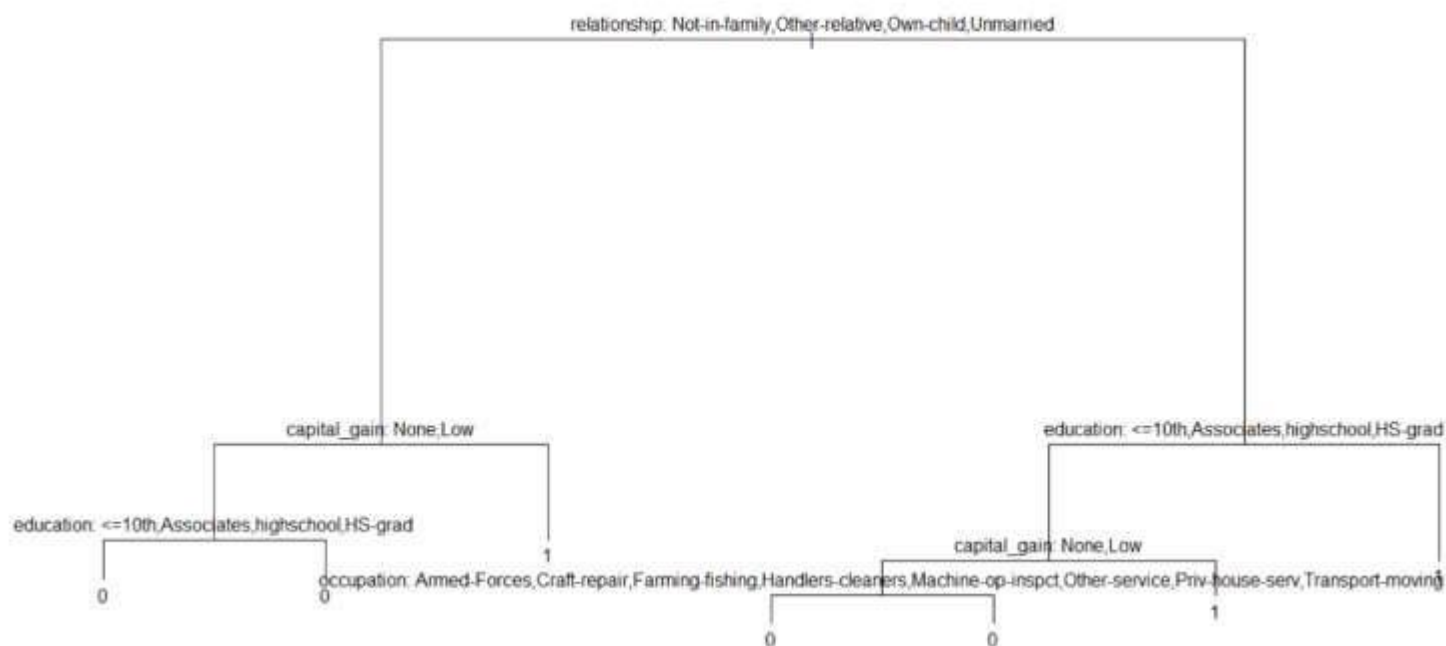 relationship: Not-in-family,Other-relative,Own-child,Unmarried
capital_gain: None,Low
education: <=10th,Associates,highschool,HS-grad
education: <=10th,Associates,highschool,HS-grad
capital_gain: None,Low
1
1
occupation: Armed-Forces,Craft-repair,Farming-fishing,Handlers-cleaners,Machine-op-inspct,Other-service,Priv-house-serv,Transport-moving
0
0
1
0
0